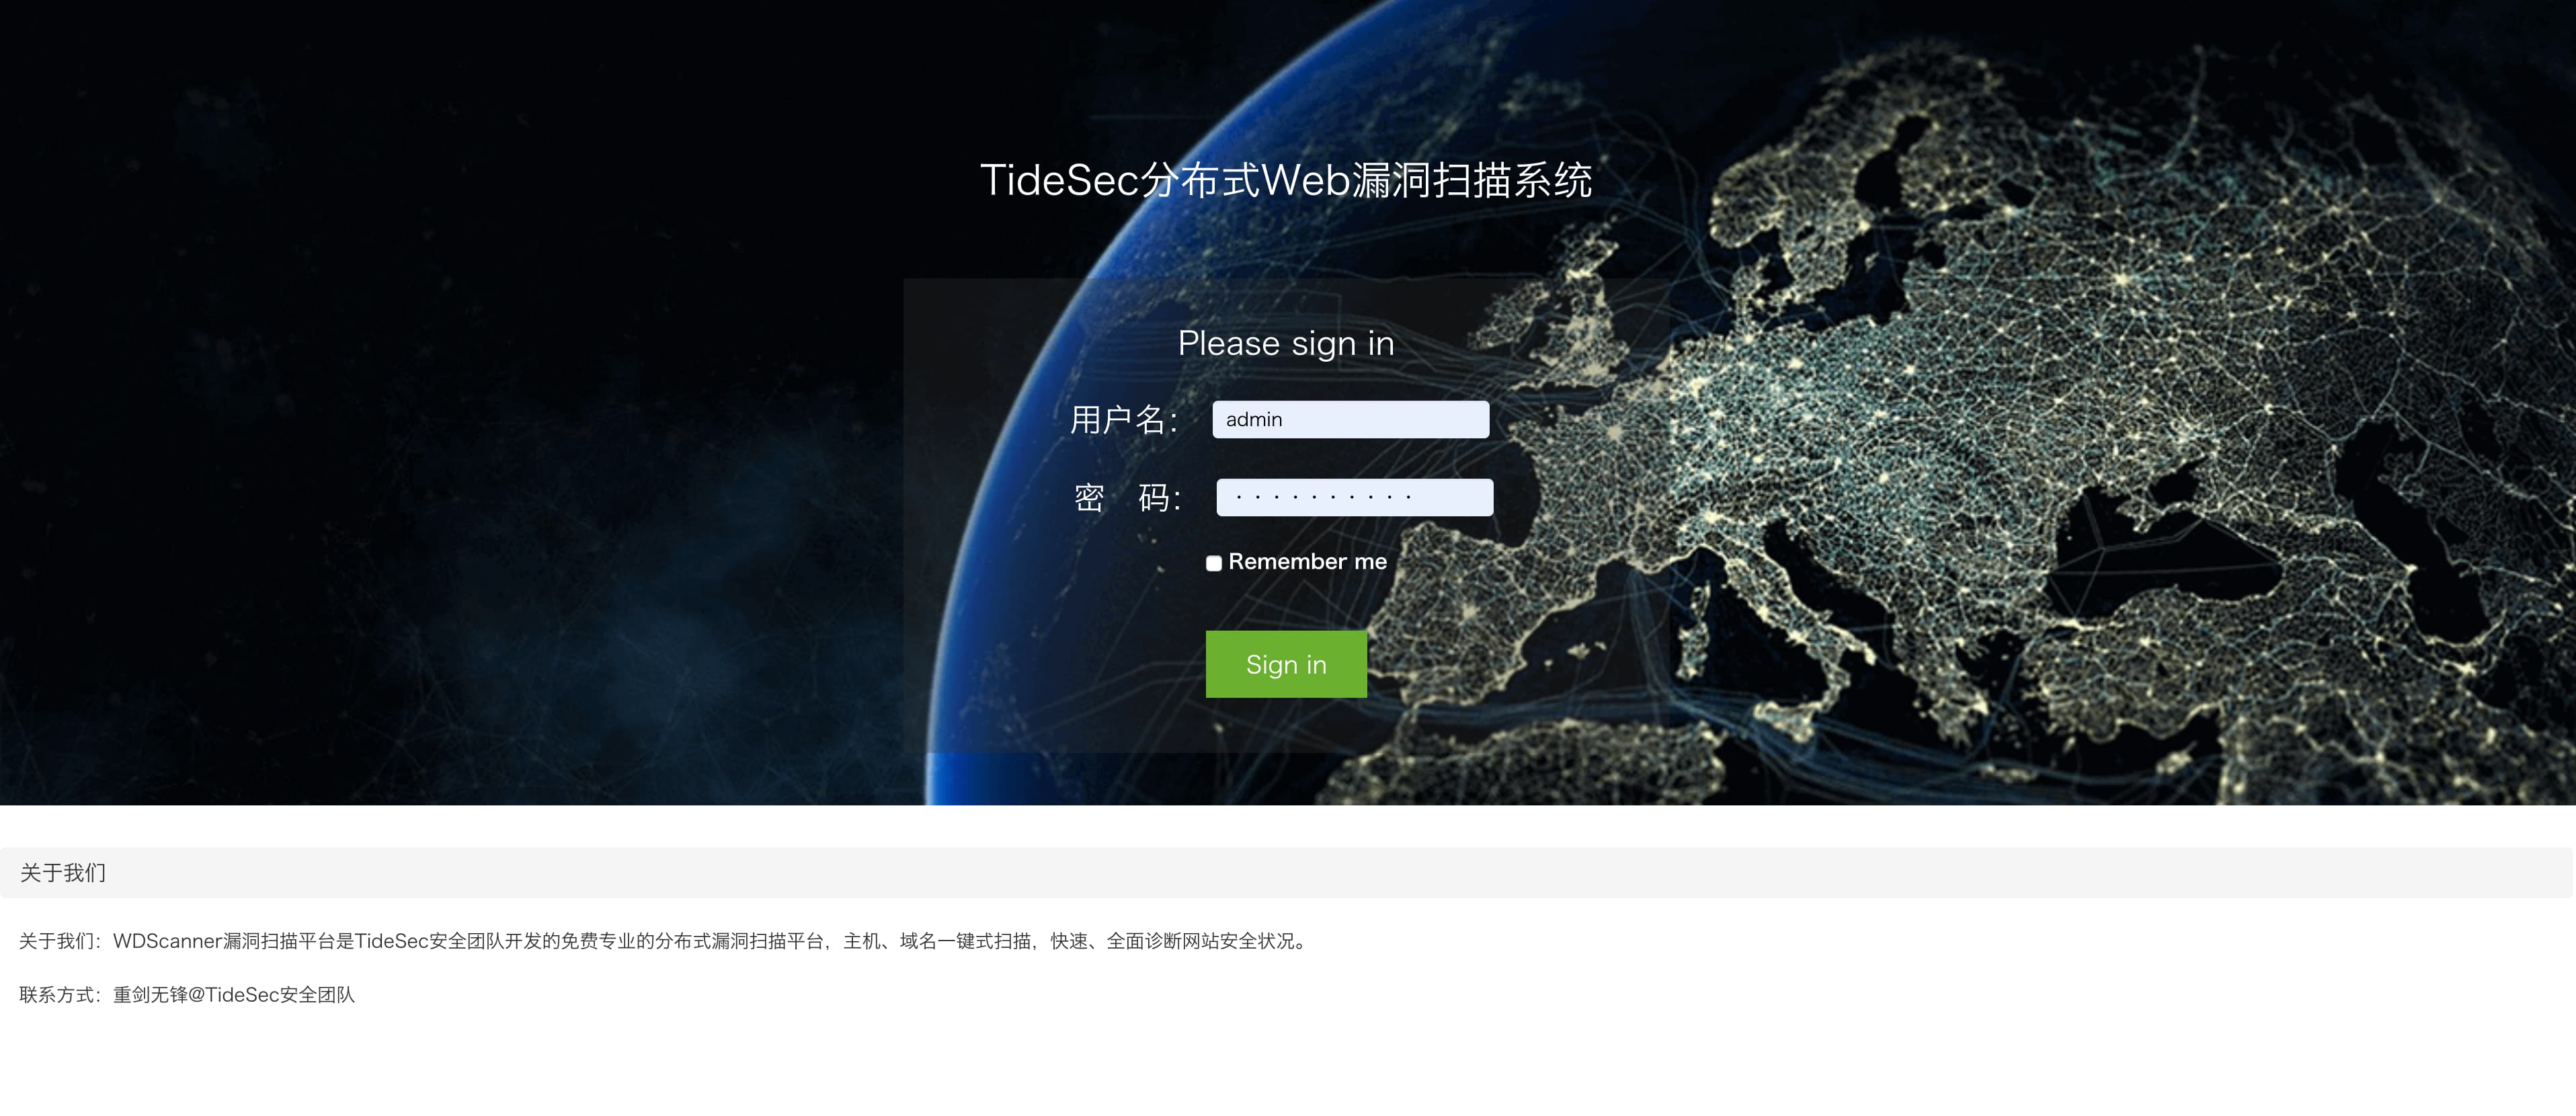 TideSec分布式Web漏洞扫描系统
Please sign in
用户名： admin
密 码： ··········
Remember me
Sign in
关于我们
关于我们：WDScanner漏洞扫描平台是TideSec安全团队开发的免费专业的分布式漏洞扫描平台，主机、域名一键式扫描，快速、全面诊断网站安全状况。
联系方式：重剑无锋@TideSec安全团队